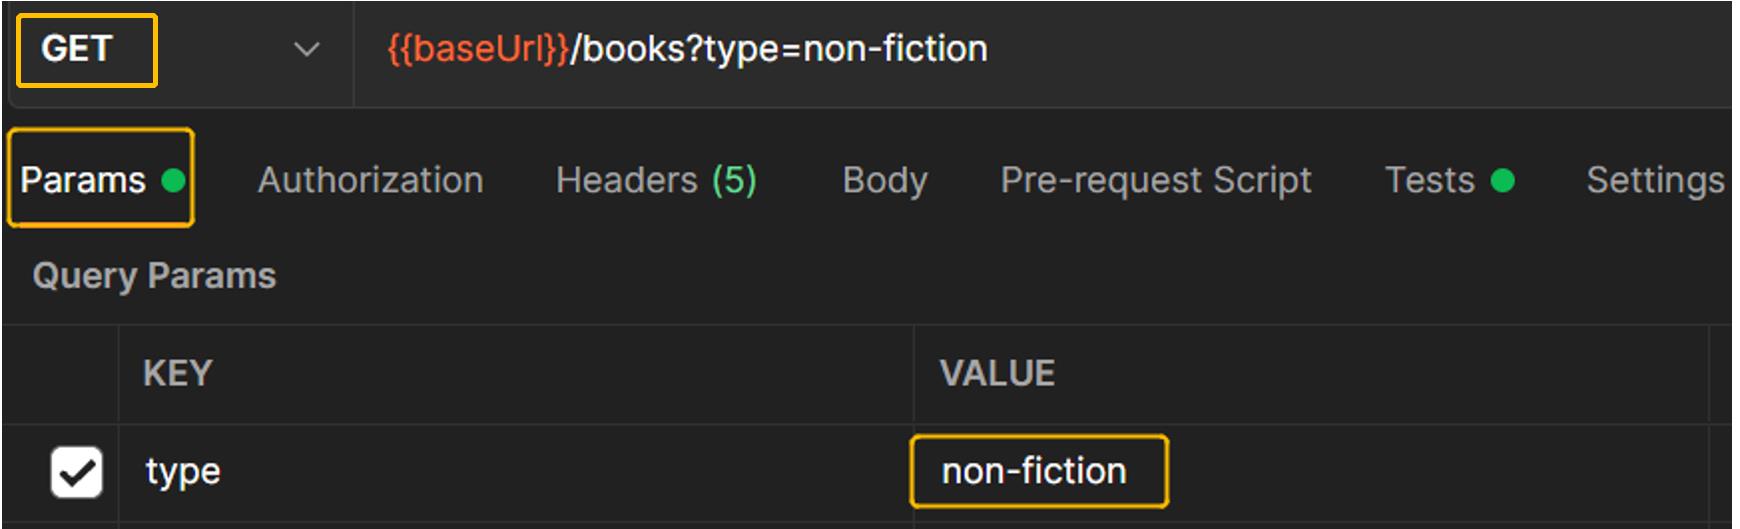 GET {{baseUrl}}/books?type=non-fiction
Params Authorization Headers (5) Body Pre-request Script Tests Settings
Query Params
KEY VALUE
type non-fiction